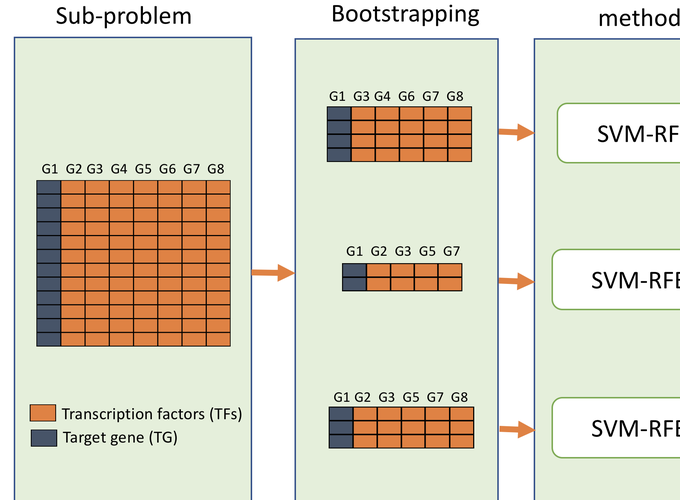 Sub-problem
Bootstrapping
method
G1 G3 G4 G6 G7 G8
SVM-RF
G1 G2 G3 G4 G5 G6 G7 G8
G1 G2 G3 G5 G7
SVM-RFE
G1 G2 G3 G5 G7 G8
SVM-RFE
Transcription factors (TFs)
Target gene (TG)